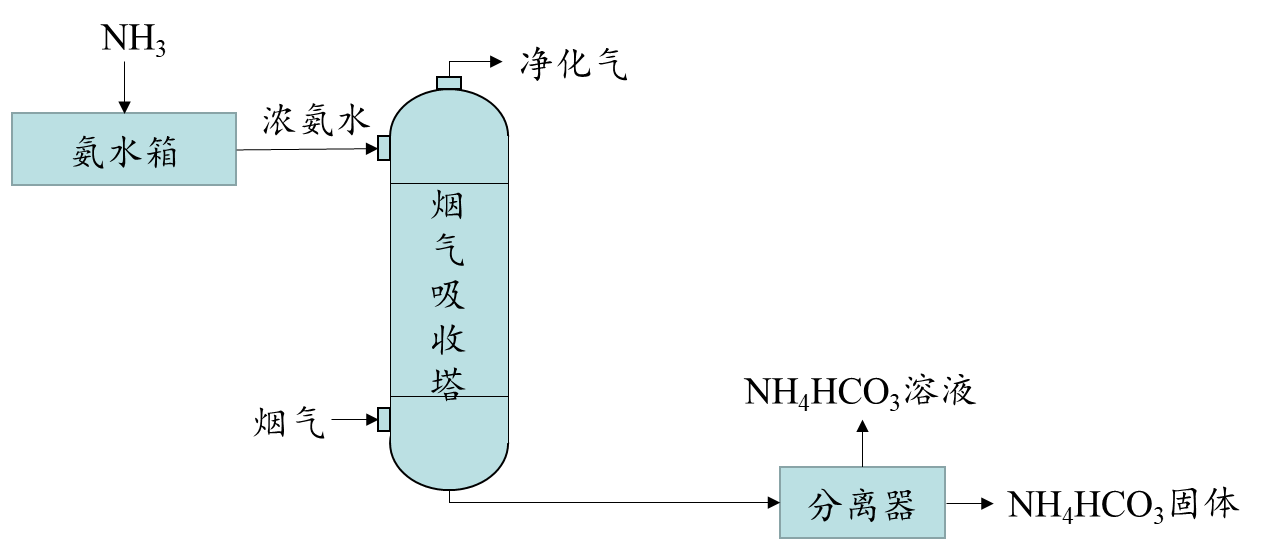 NH₃
净化气
氨水箱
浓氨水
烟气吸收塔
烟气
NH₄HCO₃溶液
分离器
NH₄HCO₃固体